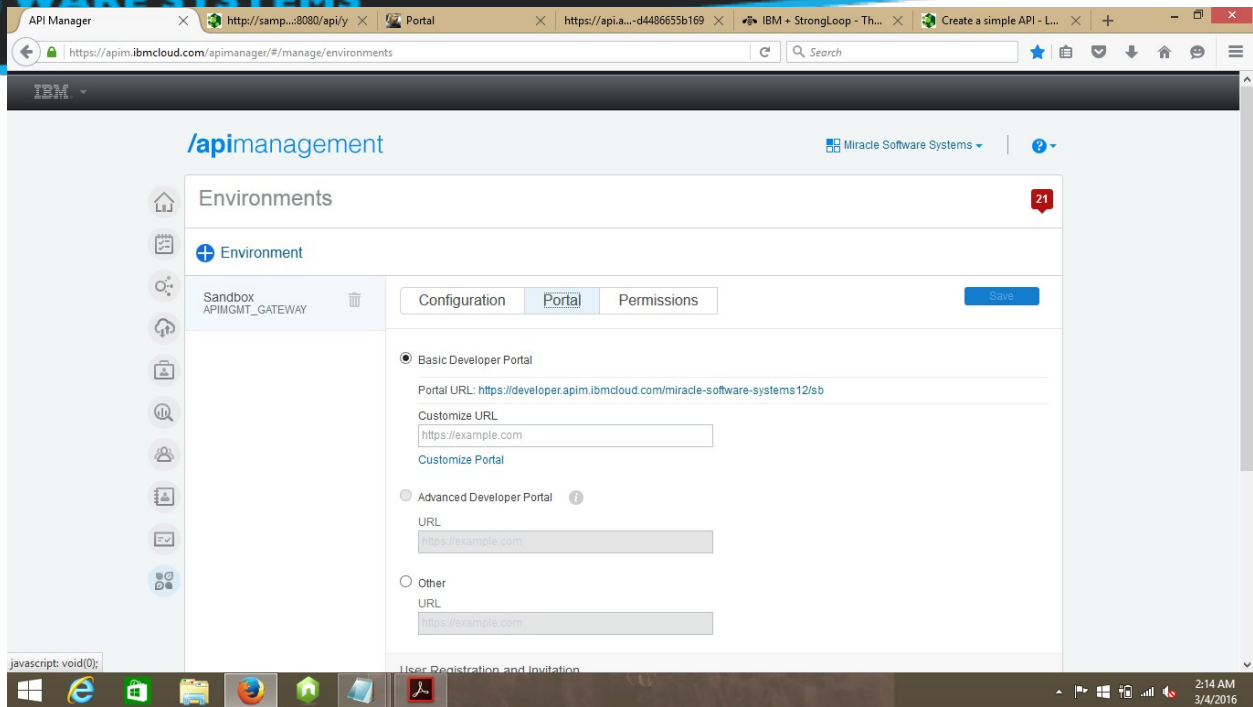 WARE SYSTEMS
API Manager
http://samp...:8080/api/y
Portal
https://api.a...-d4486655b169
IBM + StrongLoop - Th...
Create a simple API - L...
https://apim.ibmcloud.com/apimanager/#/manage/environments
Search
IBM
/apimanagement
Miracle Software Systems
?
Environments
21
Environment
Sandbox
APIMGMT_GATEWAY
Configuration
Portal
Permissions
Save
Basic Developer Portal
Portal URL: https://developer.apim.ibmcloud.com/miracle-software-systems12/sb
Customize URL
https://example.com
Customize Portal
Advanced Developer Portal
i
URL
https://example.com
Other
URL
https://example.com
User Registration and Invitation
javascript: void(0);
2:14 AM
3/4/2016